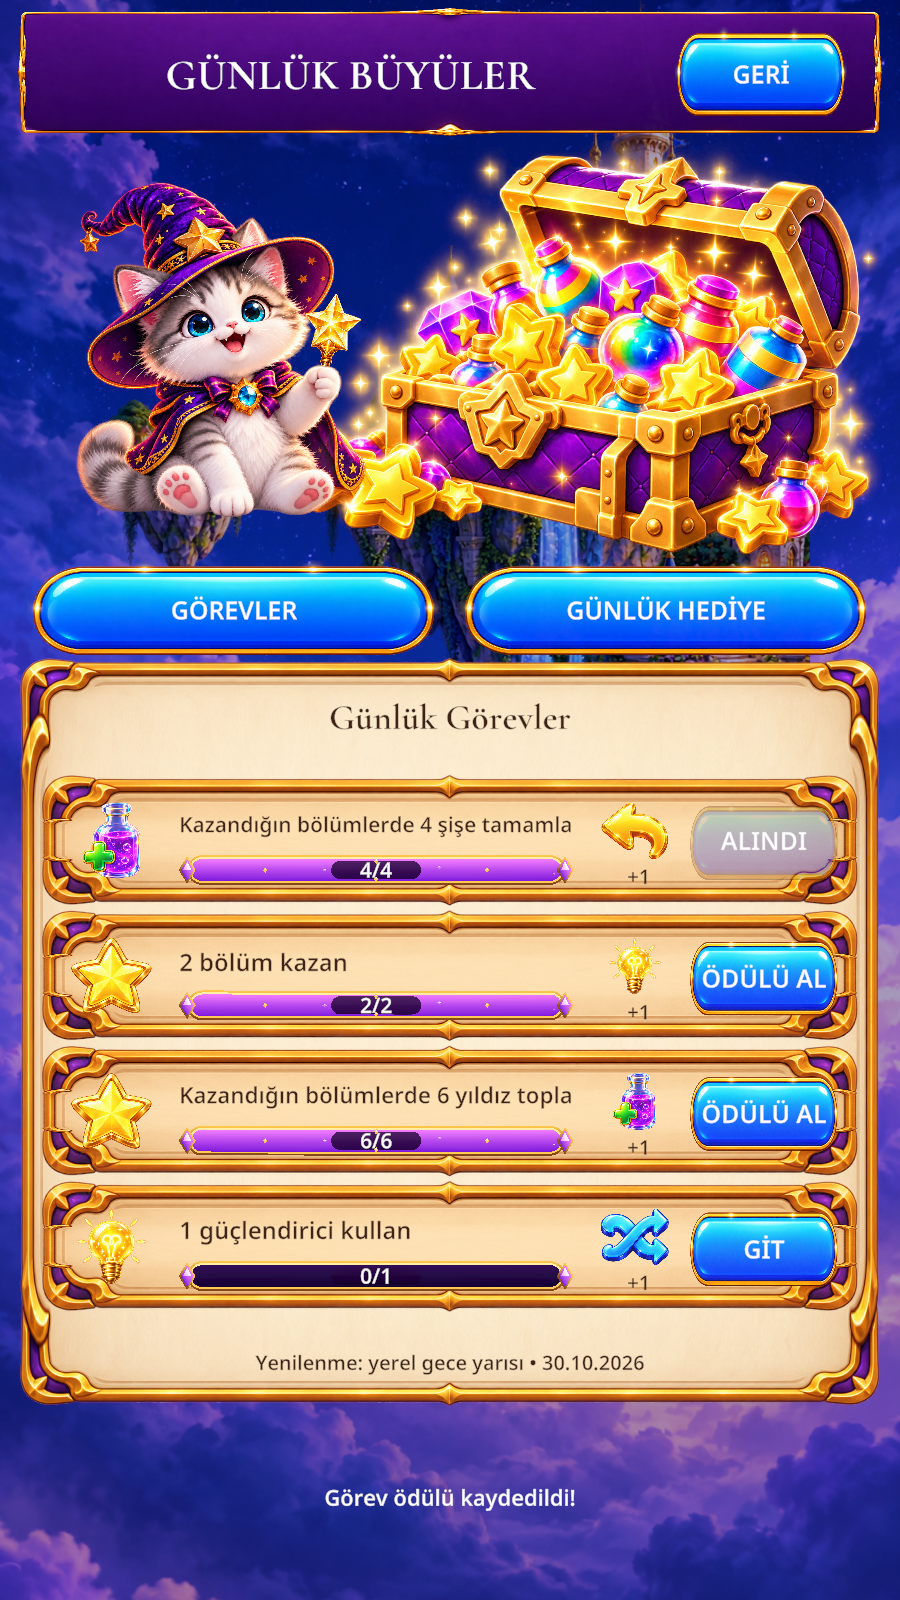 GÜNLÜK BÜYÜLER
GERİ
GÖREVLER
GÜNLÜK HEDİYE
Günlük Görevler
Kazandığın bölümlerde 4 şişe tamamla
4/4
+1
ALINDI
2 bölüm kazan
2/2
+1
ÖDÜLÜ AL
Kazandığın bölümlerde 6 yıldız topla
6/6
+1
ÖDÜLÜ AL
1 güçlendirici kullan
0/1
+1
GİT
Yenilenme: yerel gece yarısı • 30.10.2026
Görev ödülü kaydedildi!